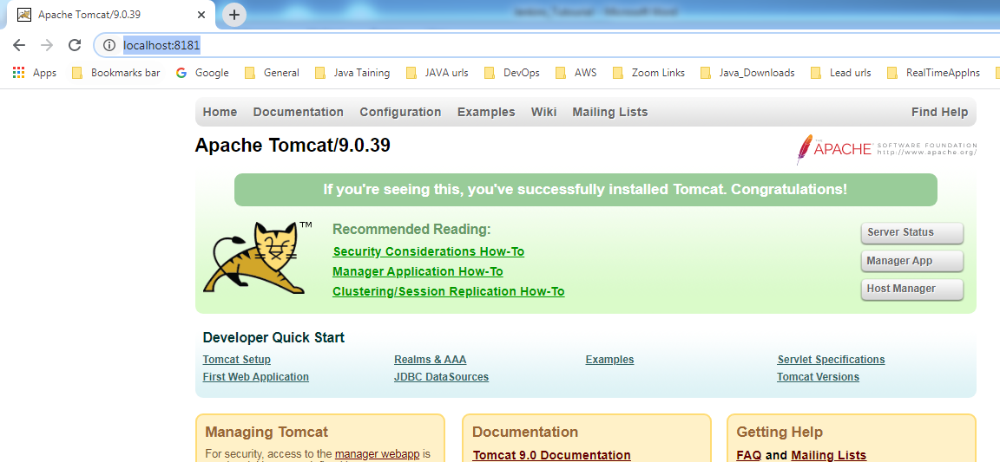 Apache Tomcat/9.0.39
localhost:8181
Apps Bookmarks bar Google General Java Taining JAVA urls DevOps AWS Zoom Links Java_Downloads Lead urls RealTimeAppIns
Home Documentation Configuration Examples Wiki Mailing Lists Find Help
Apache Tomcat/9.0.39
THE APACHE SOFTWARE FOUNDATION
http://www.apache.org/
If you're seeing this, you've successfully installed Tomcat. Congratulations!
TM
Recommended Reading:
Security Considerations How-To
Manager Application How-To
Clustering/Session Replication How-To
Server Status
Manager App
Host Manager
Developer Quick Start
Tomcat Setup Realms & AAA Examples Servlet Specifications
First Web Application JDBC DataSources Tomcat Versions
Managing Tomcat
For security, access to the manager webapp is
Documentation
Tomcat 9.0 Documentation
Getting Help
FAQ and Mailing Lists